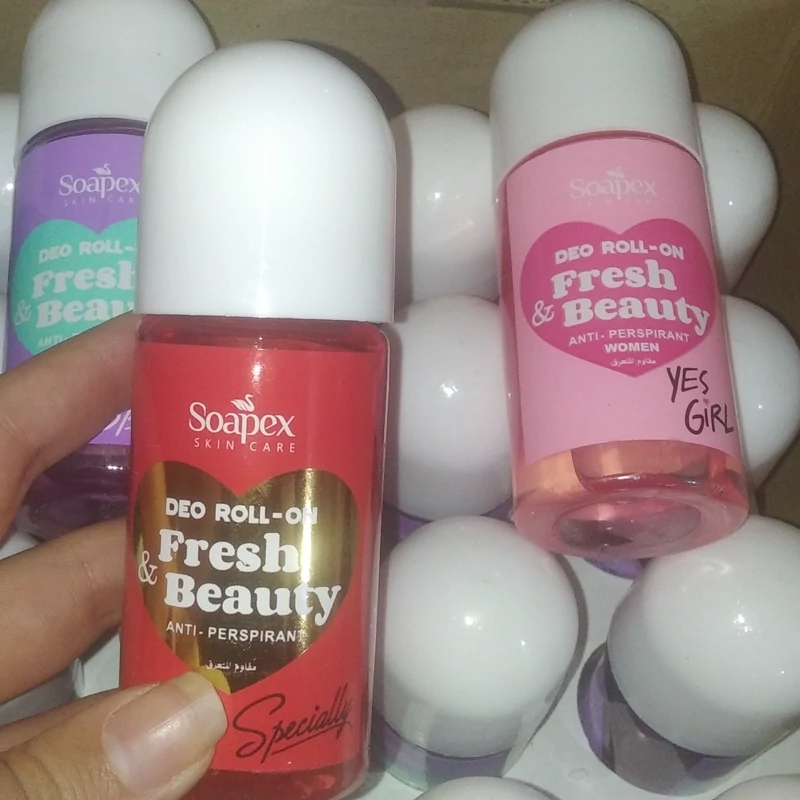 Soapex
SKIN CARE
DEO ROLL-ON
Fresh
& Beauty
ANTI-PERSPIRANT
مقاوم للتعرق
Specially
Soapex
SKIN CARE
DEO ROLL-ON
Fresh
& Beauty
ANTI-PERSPIRANT
WOMEN
مقاوم للتعرق
YES
GIRL
Soapex
SKIN CARE
DEO ROLL-
Fresh
& Beau